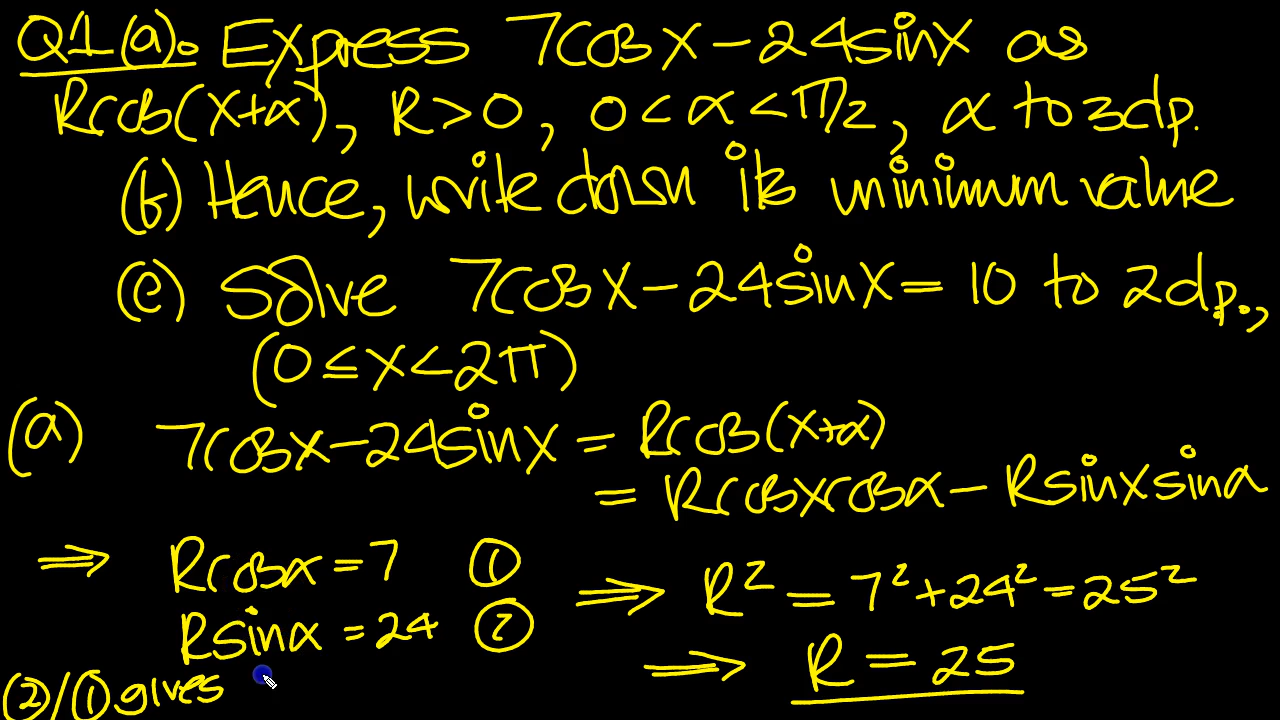 Q1(a). Express 7cosx-24sinx as
Rcos(x+α), R>0, 0<α<π/2, α to 3dp.
(b) Hence, write down its minimum value
(c) Solve 7cosx-24sinx=10 to 2dp.,
(0≤x<2π)
(a) 7cosx-24sinx = Rcos(x+α)
= Rcosxcosα - Rsinxsinα
⇒ Rcosα=7 ① ⇒ R²=7²+24²=25²
Rsinα=24 ② ⇒ R=25
(2)/(1) gives